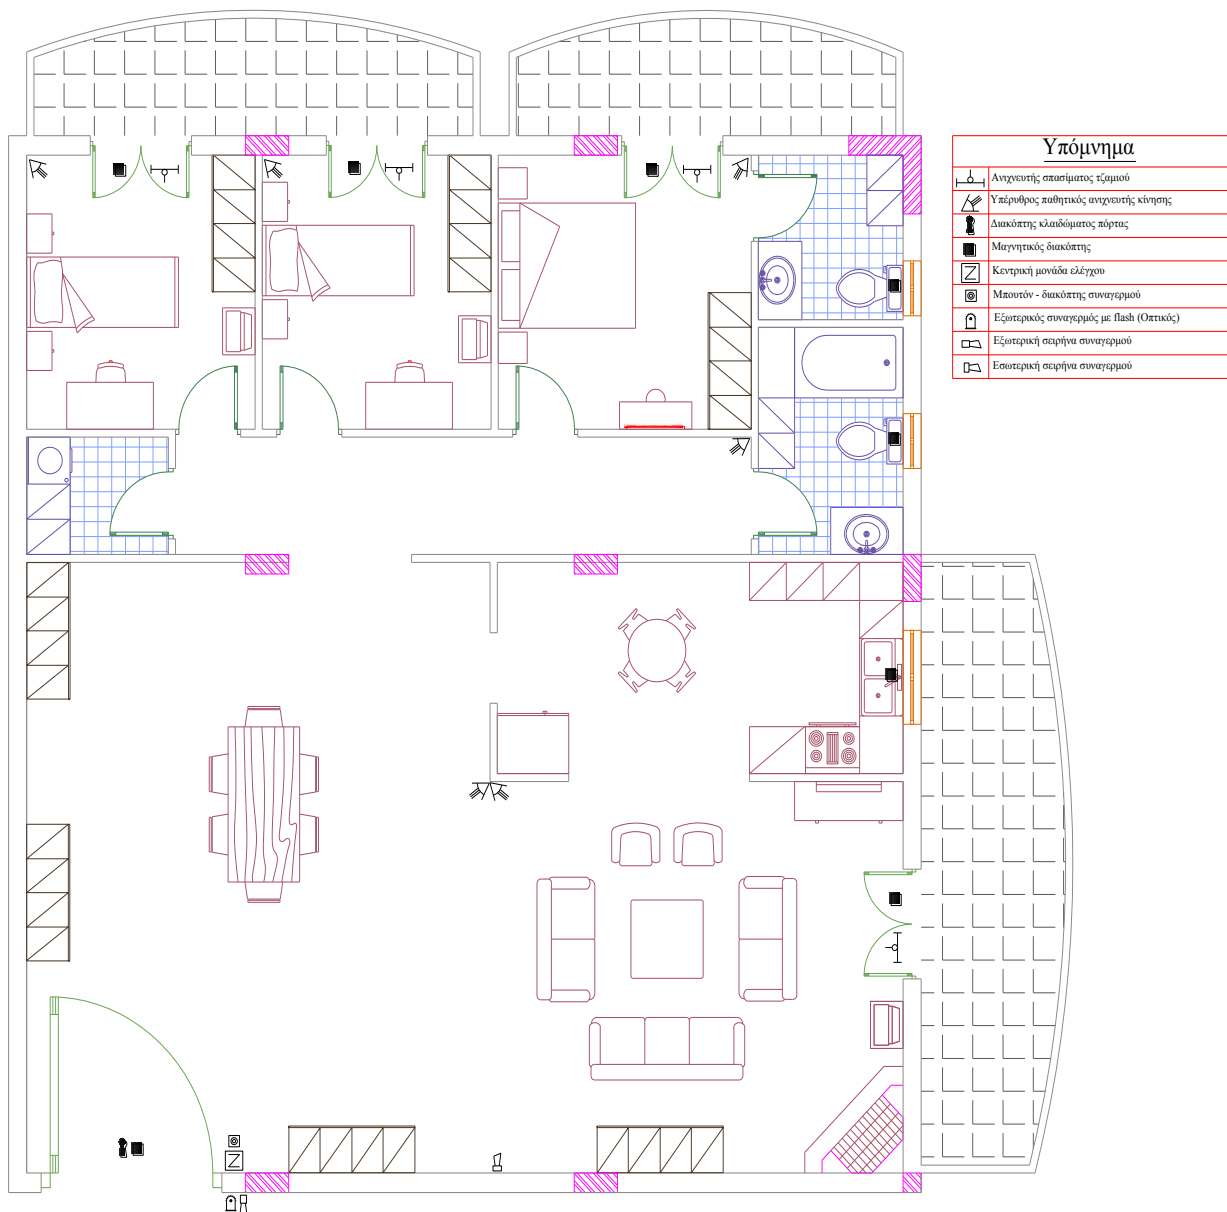 Υπόμνημα
Ανιχνευτής σπασίματος τζαμιού
Υπέρυθρος παθητικός ανιχνευτής κίνησης
Διακόπτης κλαιδώματος πόρτας
Μαγνητικός διακόπτης
Κεντρική μονάδα ελέγχου
Μπουτόν - διακόπτης συναγερμού
Εξωτερικός συναγερμός με flash (Οπτικός)
Εξωτερική σειρήνα συναγερμού
Εσωτερική σειρήνα συναγερμού